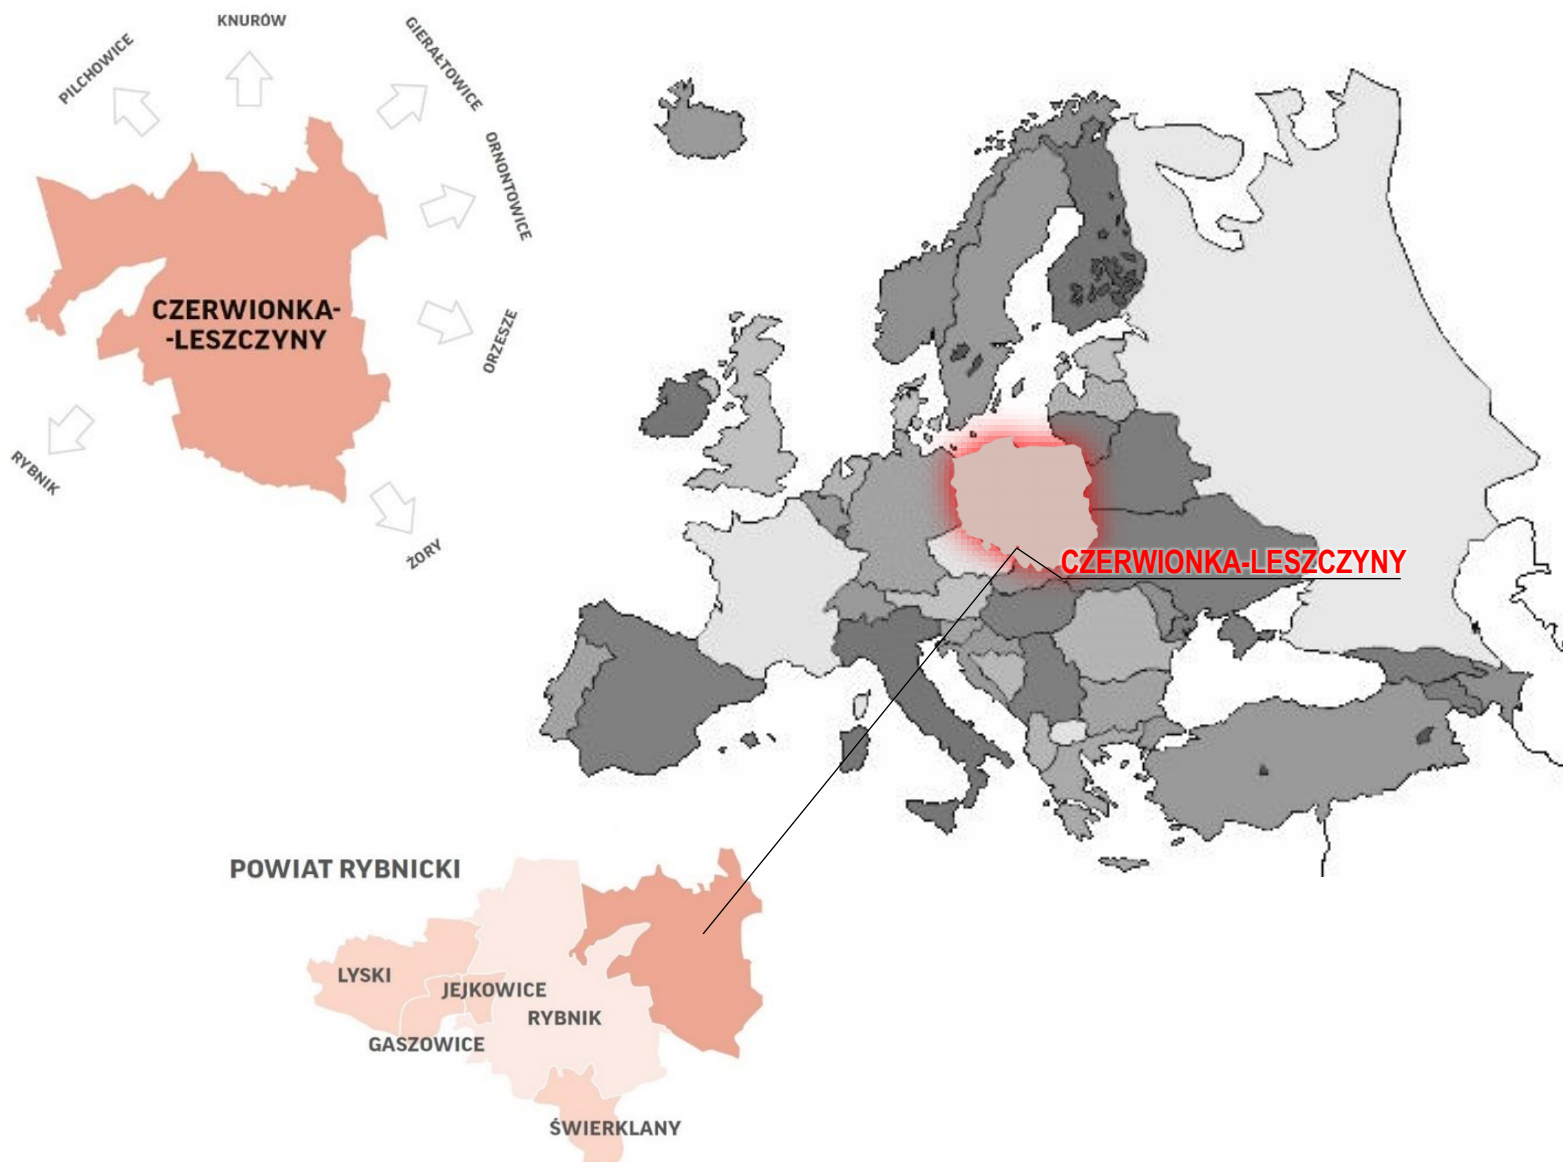 KNURÓW
PILCHOWICE
GIERAŁTOWICE
ORNONTOWICE
CZERWIONKA-
-LESZCZYNY
ORZESZE
RYBNIK
ŻORY
CZERWIONKA-LESZCZYNY
POWIAT RYBNICKI
LYSKI
JEJKOWICE
RYBNIK
GASZOWICE
ŚWIERKLANY